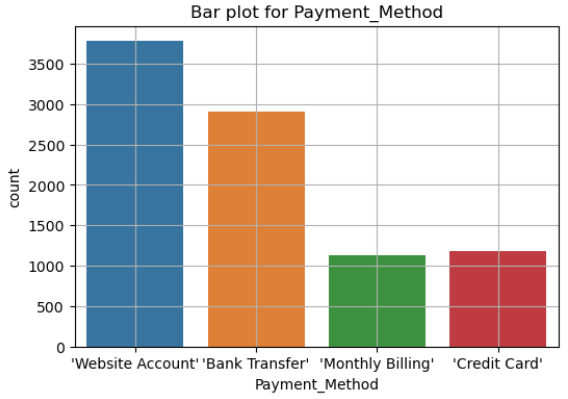 Bar plot for Payment_Method
3500
3000
2500
2000
1500
1000
500
0
count
'Website Account' 'Bank Transfer' 'Monthly Billing' 'Credit Card'
Payment_Method